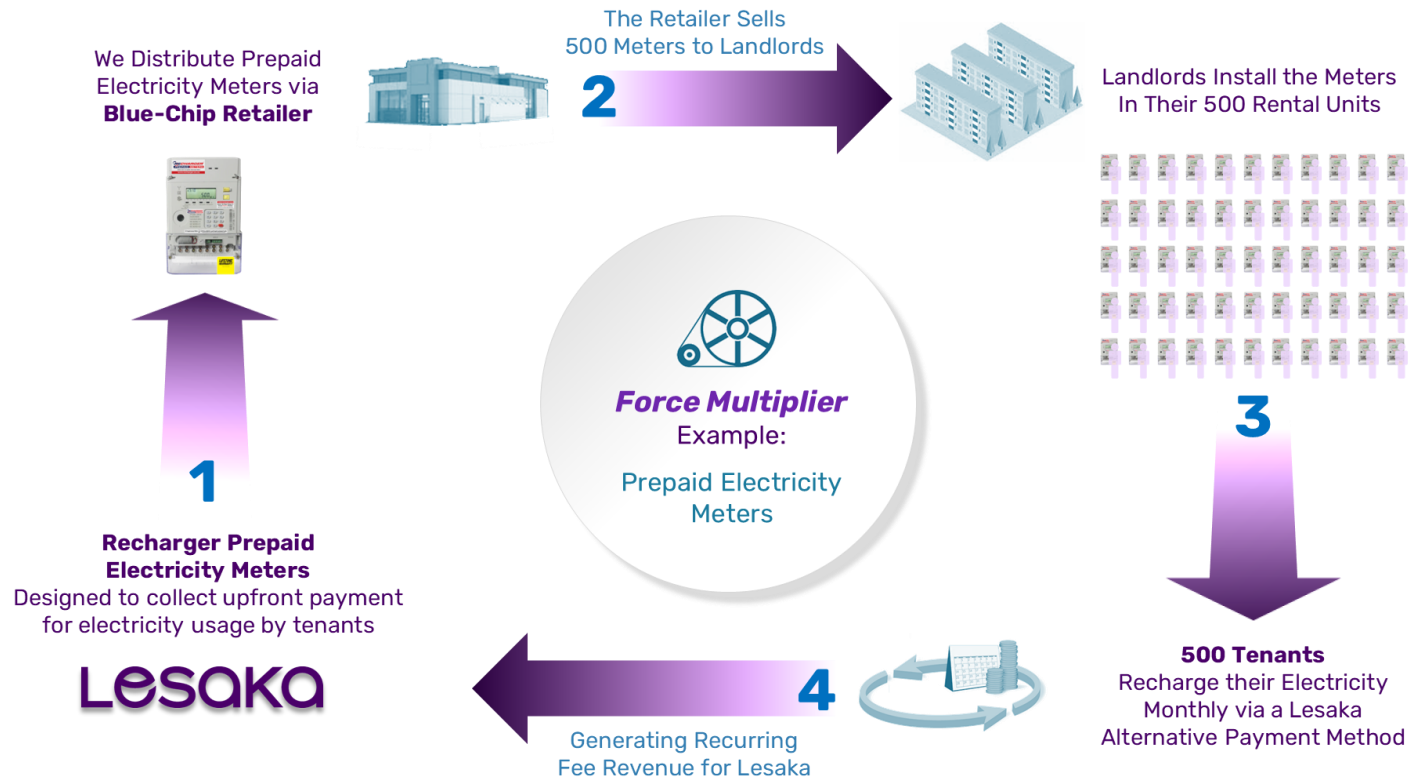 We Distribute Prepaid
Electricity Meters via
Blue-Chip Retailer
The Retailer Sells
500 Meters to Landlords
2
Landlords Install the Meters
In Their 500 Rental Units
Force Multiplier
Example:
Prepaid Electricity
Meters
1
Recharger Prepaid
Electricity Meters
Designed to collect upfront payment
for electricity usage by tenants
Lesaka
3
500 Tenants
Recharge their Electricity
Monthly via a Lesaka
Alternative Payment Method
4
Generating Recurring
Fee Revenue for Lesaka